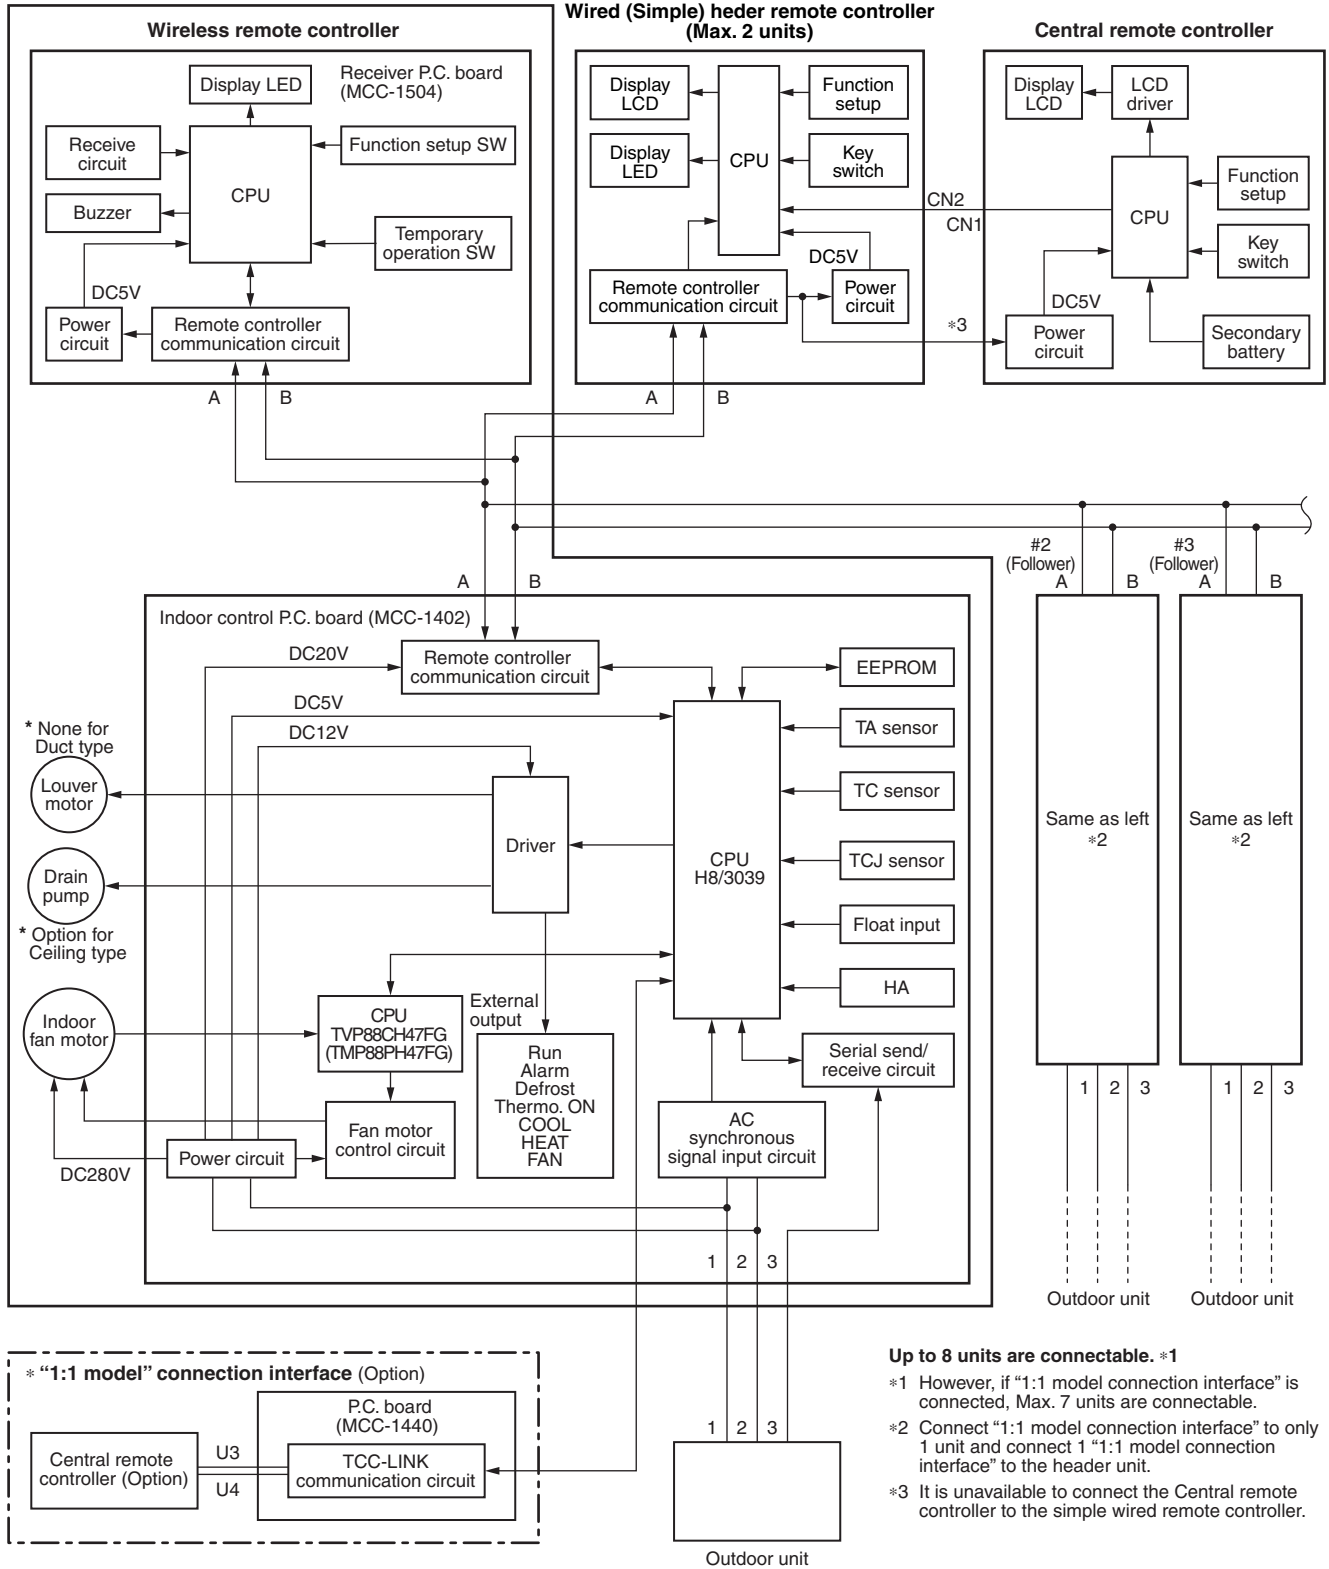 Wireless remote controller
Wired (Simple) heder remote controller
(Max. 2 units)
Central remote controller
Receiver P.C. board
(MCC-1504)
Display LED
Receive
circuit
Function setup SW
CPU
Buzzer
Temporary
operation SW
DC5V
Power
circuit
Remote controller
communication circuit
A
B
Display
LCD
Function
setup
Display
LED
CPU
Key
switch
DC5V
Remote controller
communication circuit
Power
circuit
A
B
CN2
CN1
∗3
Display
LCD
LCD
driver
Function
setup
CPU
Key
switch
DC5V
Power
circuit
Secondary
battery
#2
(Follower)
A
B
#3
(Follower)
A
B
A
B
Indoor control P.C. board (MCC-1402)
DC20V
Remote controller
communication circuit
EEPROM
DC5V
DC12V
TA sensor
* None for
Duct type
Louver
motor
TC sensor
Driver
CPU
H8/3039
TCJ sensor
Drain
pump
* Option for
Ceiling type
Float input
HA
Same as left
∗2
Same as left
∗2
Indoor
fan motor
CPU
TVP88CH47FG
(TMP88PH47FG)
External
output
Run
Alarm
Defrost
Thermo. ON
COOL
HEAT
FAN
Serial send/
receive circuit
Fan motor
control circuit
AC
synchronous
signal input circuit
Power circuit
DC280V
1
2
3
1
2
3
1
2
3
Outdoor unit
Outdoor unit
∗ “1:1 model” connection interface (Option)
P.C. board
(MCC-1440)
Central remote
controller (Option)
U3
U4
TCC-LINK
communication circuit
1
2
3
Outdoor unit
Up to 8 units are connectable. ∗1
∗1 However, if “1:1 model connection interface” is
connected, Max. 7 units are connectable.
∗2 Connect “1:1 model connection interface” to only
1 unit and connect 1 “1:1 model connection
interface” to the header unit.
∗3 It is unavailable to connect the Central remote
controller to the simple wired remote controller.